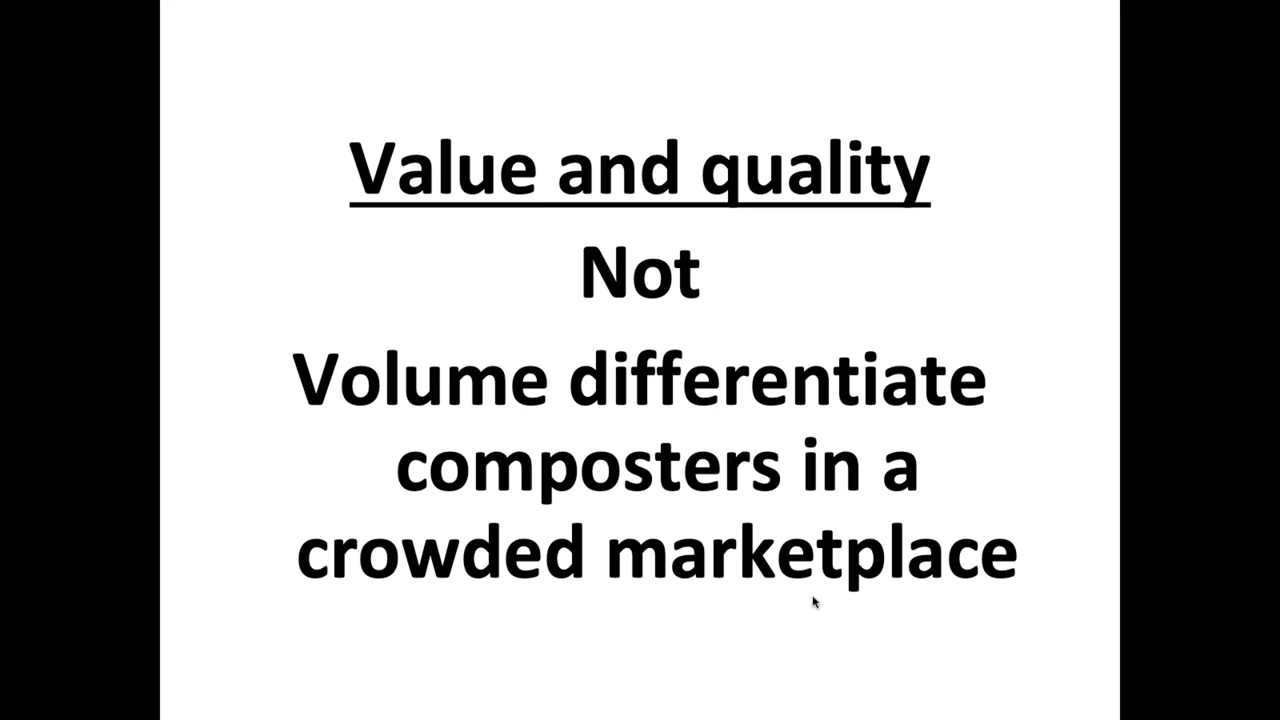 Value and quality
Not
Volume differentiate
composters in a
crowded marketplace